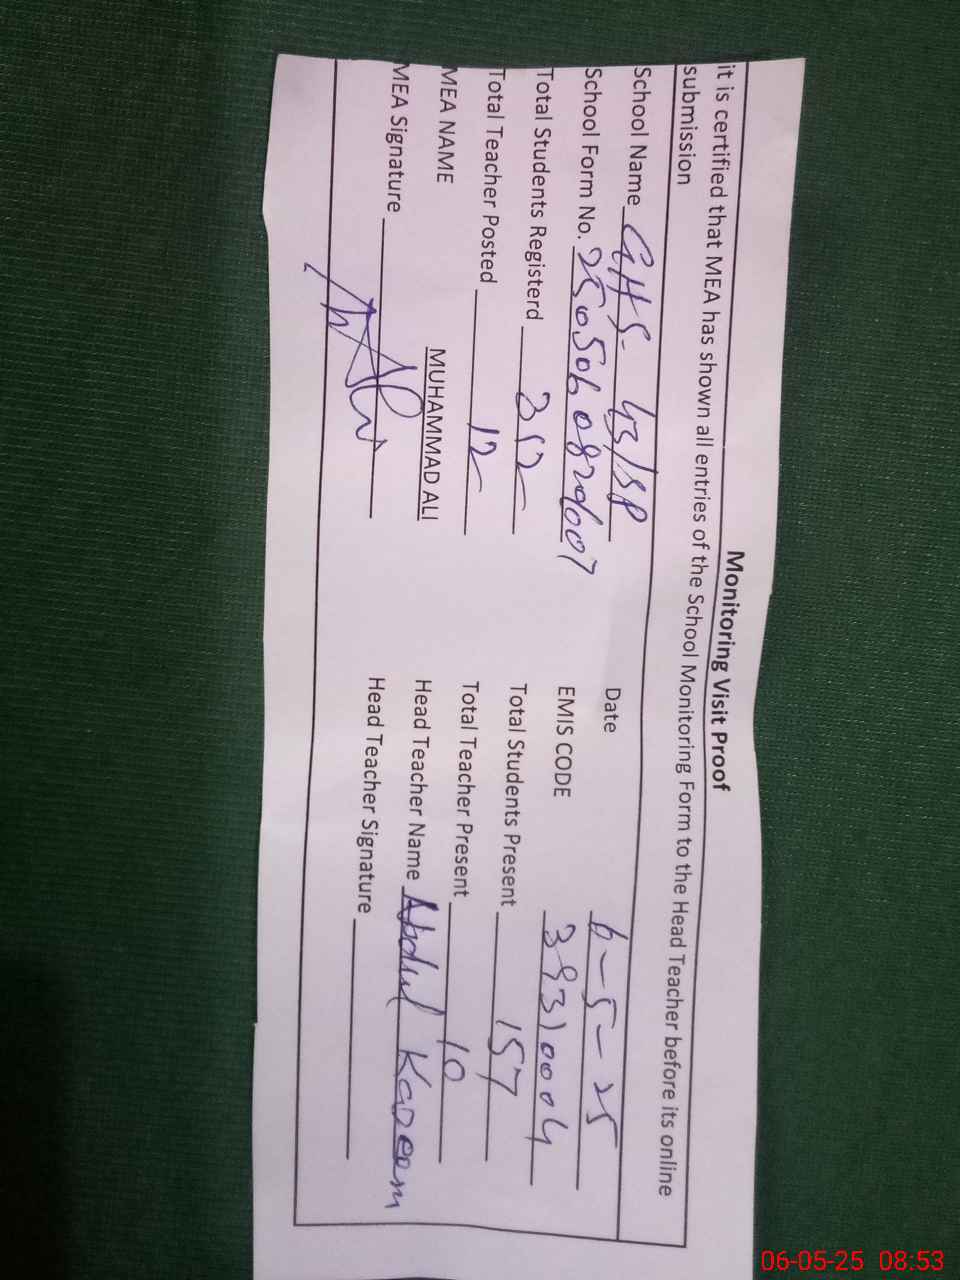 Monitoring Visit Proof
it is certified that MEA has shown all entries of the School Monitoring Form to the Head Teacher before its online
submission
School Name GHS- 43/SP Date 6-5-25
School Form No. 2505060820007 EMIS CODE 39310004
Total Students Registerd 352 Total Students Present 157
Total Teacher Posted 12 Total Teacher Present 10
MEA NAME MUHAMMAD ALI Head Teacher Name Abdul Kareem
MEA Signature Head Teacher Signature
06-05-25 08:53